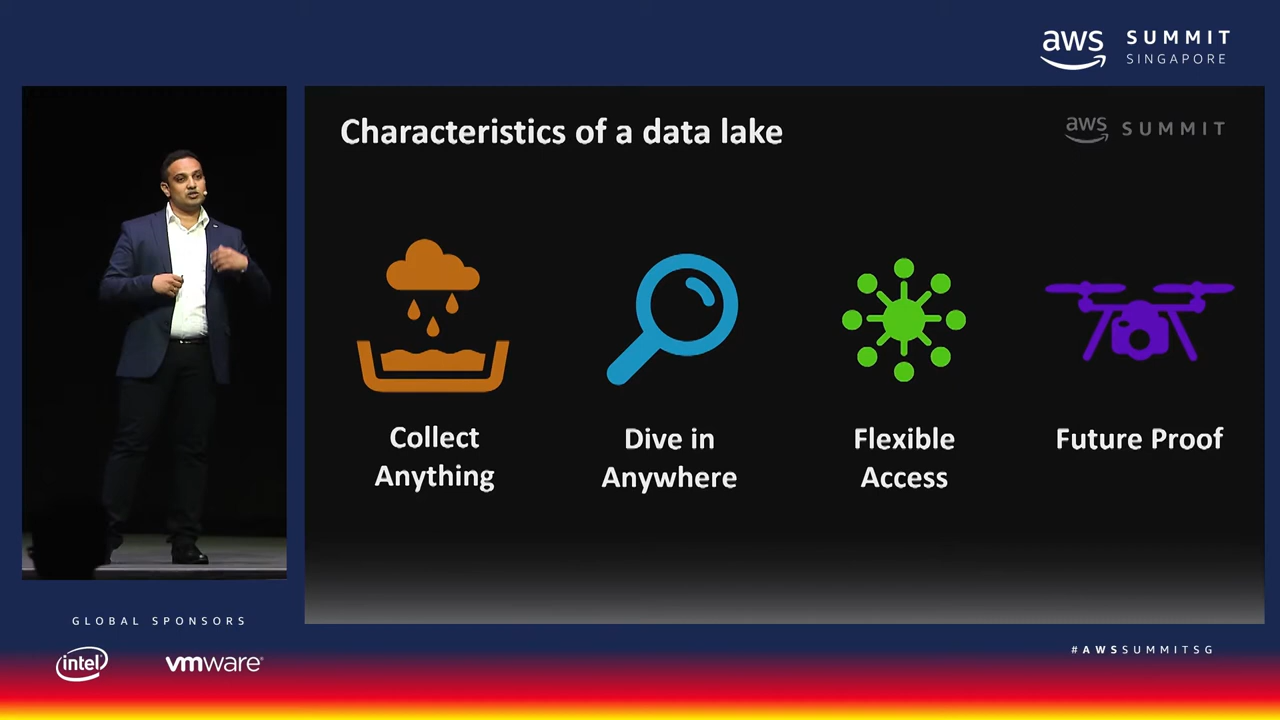 aws SUMMIT
SINGAPORE
Characteristics of a data lake
aws SUMMIT
Collect
Anything
Dive in
Anywhere
Flexible
Access
Future Proof
GLOBAL SPONSORS
intel
vmware
#AWSSUMMITSG